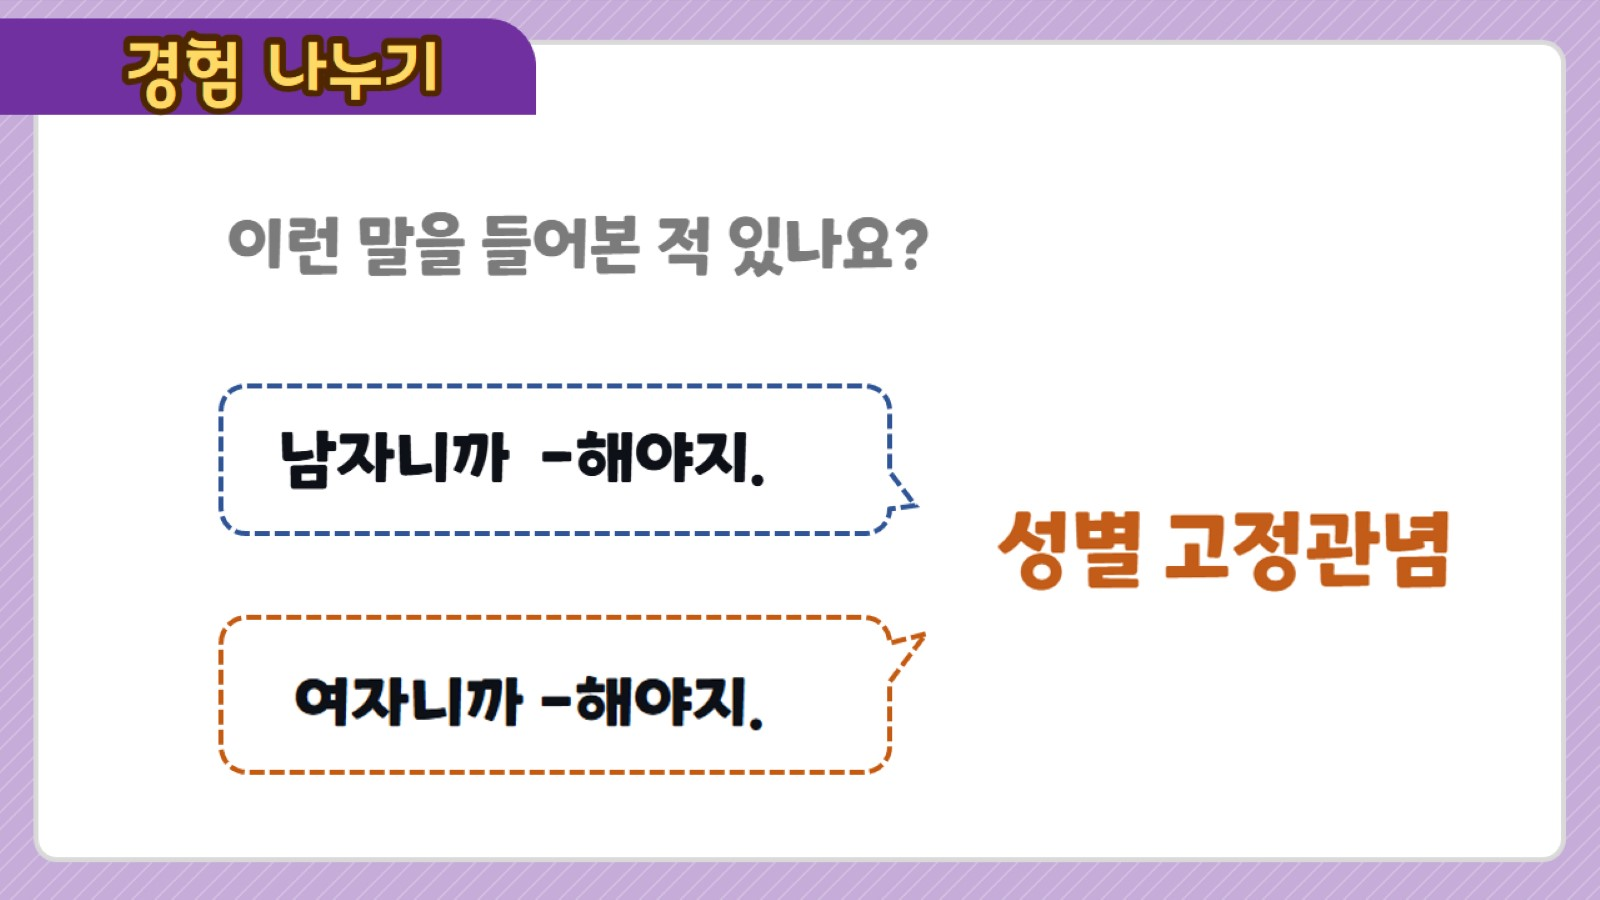 경험 나누기
이런 말을 들어본 적 있나요?
남자니까 -해야지.
성별 고정관념
여자니까 -해야지.